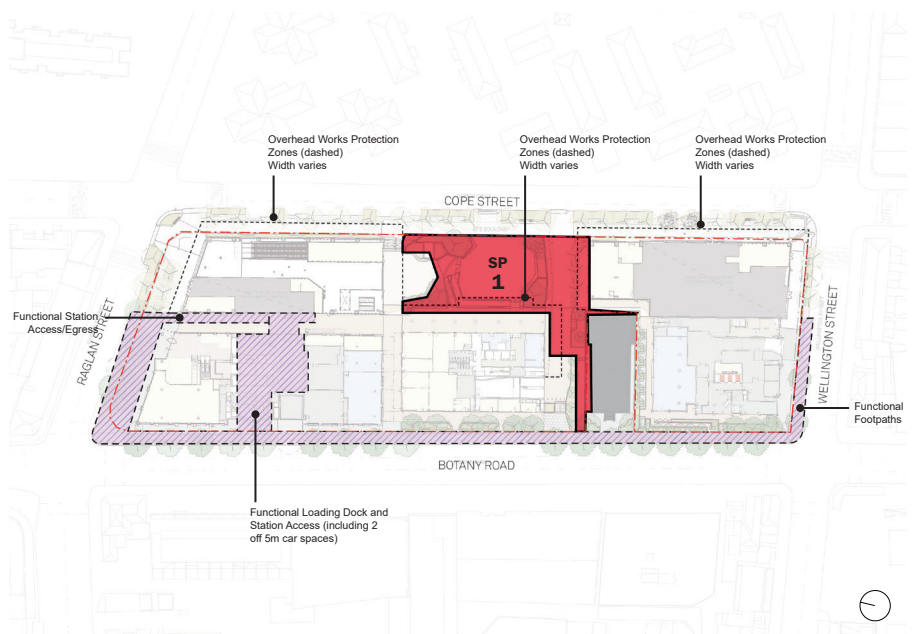 Overhead Works Protection
Zones (dashed)
Width varies
Overhead Works Protection
Zones (dashed)
Width varies
Overhead Works Protection
Zones (dashed)
Width varies
COPE STREET
SP
1
Functional Station
Access/Egress
RAGLAN STREET
WELLINGTON STREET
Functional
Footpaths
BOTANY ROAD
Functional Loading Dock and
Station Access (including 2
off 5m car spaces)